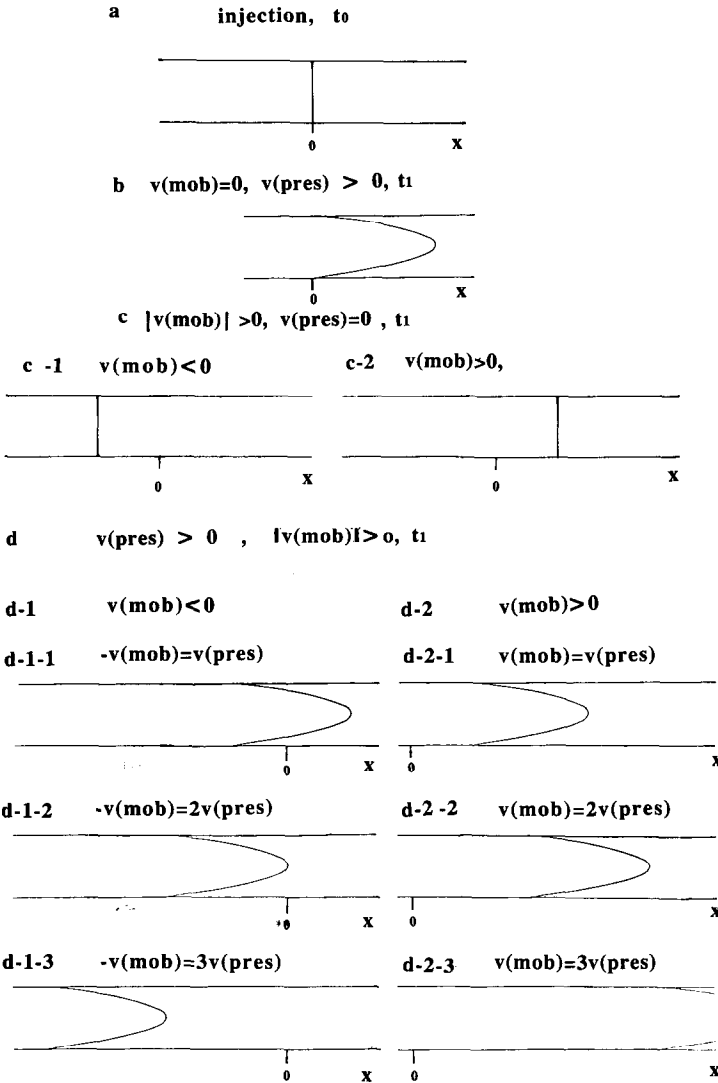 a injection, t0
0 x
b v(mob)=0, v(pres) > 0, t1
0 x
c |v(mob)| >0, v(pres)=0 , t1
c -1 v(mob)<0 c-2 v(mob)>0,
0 x 0 x
d v(pres) > 0 , |v(mob)|>o, t1
d-1 v(mob)<0 d-2 v(mob)>0
d-1-1 -v(mob)=v(pres) d-2-1 v(mob)=v(pres)
0 x 0 x
d-1-2 -v(mob)=2v(pres) d-2-2 v(mob)=2v(pres)
0 x 0 x
d-1-3 -v(mob)=3v(pres) d-2-3 v(mob)=3v(pres)
0 x 0 x